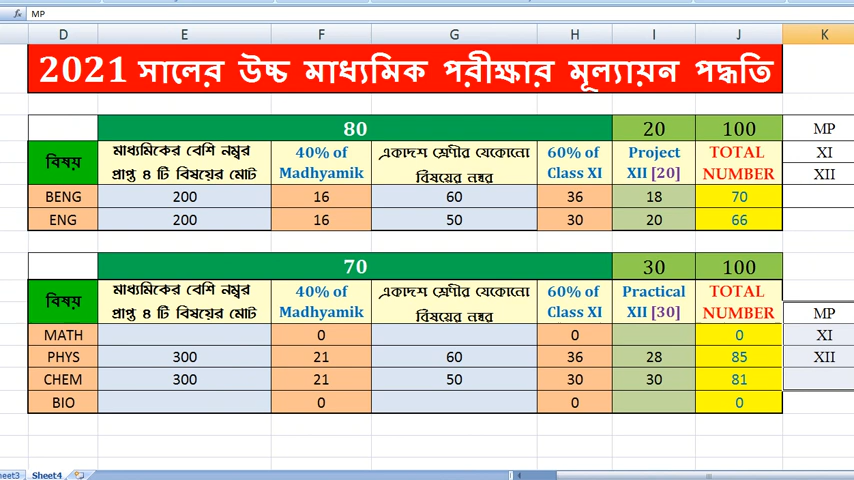 MP
D E F G H I J K
2021 সালের উচ্চ মাধ্যমিক পরীক্ষার মূল্যায়ন পদ্ধতি
80 20 100 MP
বিষয় মাধ্যমিকের বেশি নম্বর 40% of একাদশ শ্রেণীর যেকোনো 60% of Project TOTAL XI
প্রাপ্ত ৪ টি বিষয়ের মোট Madhyamik বিষয়ের নম্বর Class XI XII [20] NUMBER XII
BENG 200 16 60 36 18 70
ENG 200 16 50 30 20 66
70 30 100
বিষয় মাধ্যমিকের বেশি নম্বর 40% of একাদশ শ্রেণীর যেকোনো 60% of Practical TOTAL
প্রাপ্ত ৪ টি বিষয়ের মোট Madhyamik বিষয়ের নম্বর Class XI XII [30] NUMBER MP
MATH 0 0 0 XI
PHYS 300 21 60 36 28 85 XII
CHEM 300 21 50 30 30 81
BIO 0 0 0
heet3 Sheet4